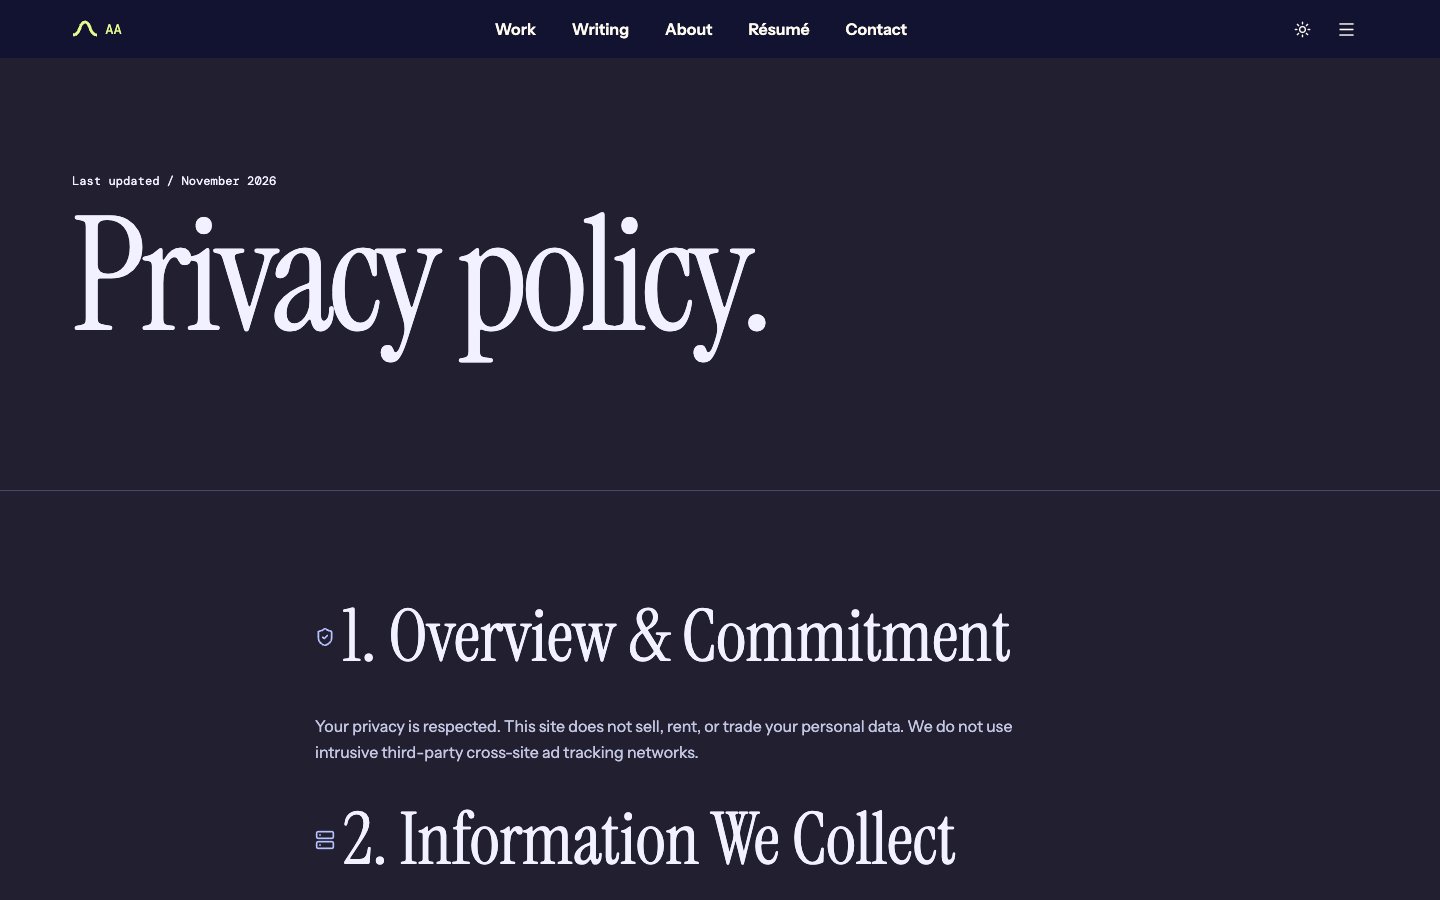 AA
Work
Writing
About
Résumé
Contact
Last updated / November 2026
Privacy policy.
1. Overview & Commitment
Your privacy is respected. This site does not sell, rent, or trade your personal data. We do not use
intrusive third-party cross-site ad tracking networks.
2. Information We Collect